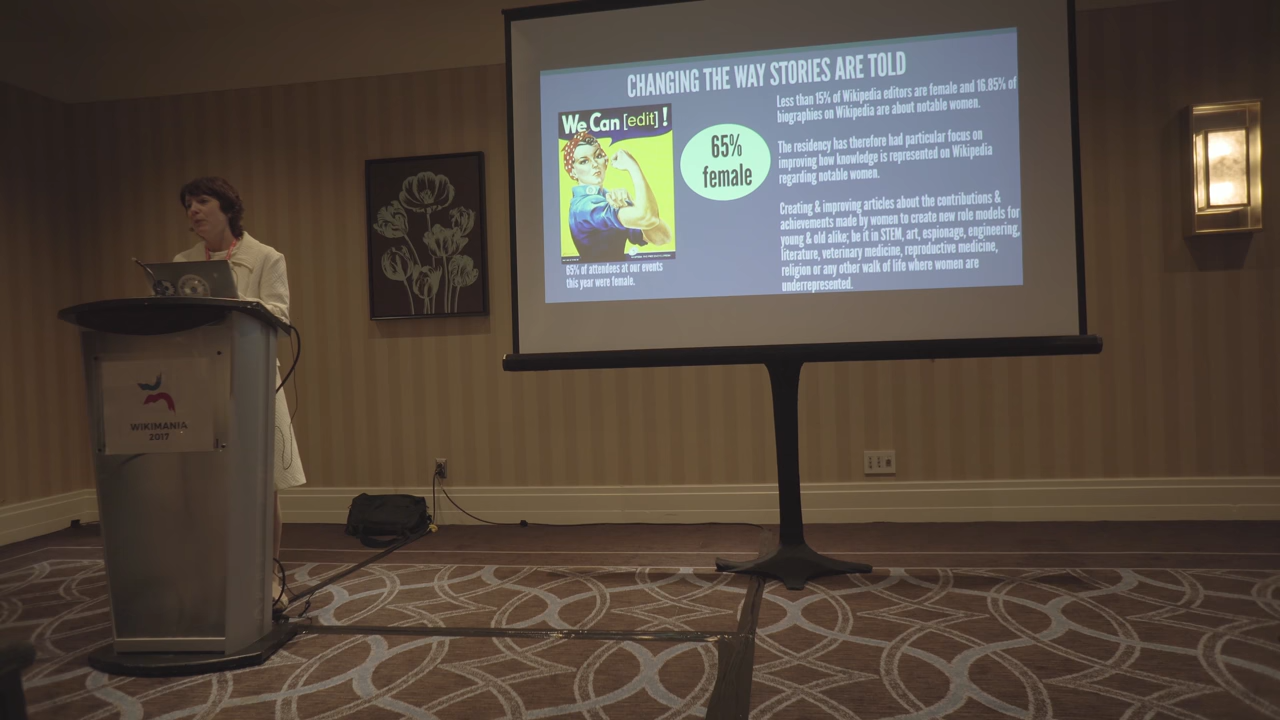 CHANGING THE WAY STORIES ARE TOLD
We Can [edit] !
65%
female
65% of attendees at our events
this year were female.
Less than 15% of Wikipedia editors are female and 16.85% of
biographies on Wikipedia are about notable women.
The residency has therefore had particular focus on
improving how knowledge is represented on Wikipedia
regarding notable women.
Creating & improving articles about the contributions &
achievements made by women to create new role models for
young & old alike; be it in STEM, art, espionage, engineering,
literature, veterinary medicine, reproductive medicine,
religion or any other walk of life where women are
underrepresented.
WIKIMANIA
2017